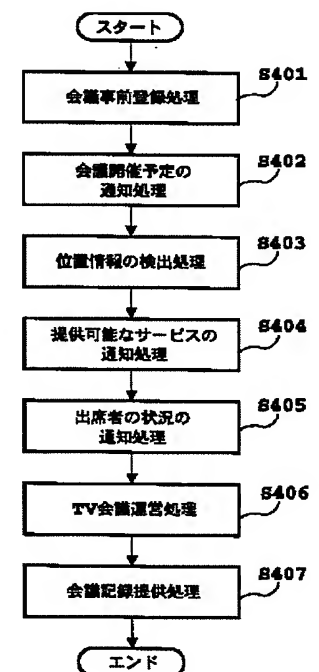 スタート
会議事前登録処理
S401
会議開催予定の
通知処理
S402
位置情報の検出処理
S403
提供可能なサービスの
通知処理
S404
出席者の状況の
通知処理
S405
TV会議運営処理
S406
会議記録提供処理
S407
エンド